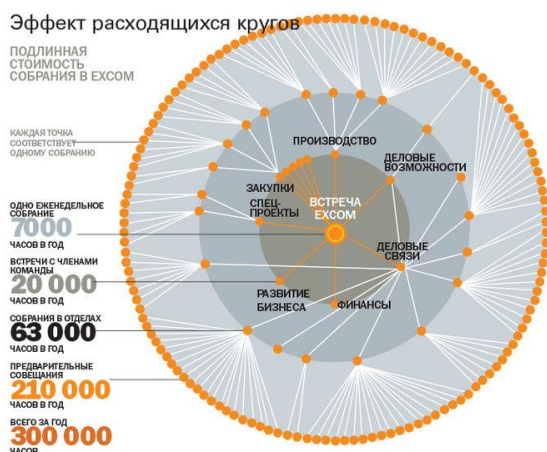 Эффект расходящихся кругов
ПОДЛИННАЯ
СТОИМОСТЬ
СОБРАНИЯ В EXCOM
КАЖДАЯ ТОЧКА
СООТВЕТСТВУЕТ
ОДНОМУ СОБРАНИЮ
ПРОИЗВОДСТВО
ДЕЛОВЫЕ
ВОЗМОЖНОСТИ
ЗАКУПКИ
СПЕЦ-
ПРОЕКТЫ
ВСТРЕЧА
EXCOM
ДЕЛОВЫЕ
СВЯЗИ
РАЗВИТИЕ
БИЗНЕСА
ФИНАНСЫ
ОДНО ЕЖЕНЕДЕЛЬНОЕ
СОБРАНИЕ
7000
ЧАСОВ В ГОД
ВСТРЕЧИ С ЧЛЕНАМИ
КОМАНДЫ
20 000
ЧАСОВ В ГОД
СОБРАНИЯ В ОТДЕЛАХ
63 000
ЧАСОВ В ГОД
ПРЕДВАРИТЕЛЬНЫЕ
СОВЕЩАНИЯ
210 000
ЧАСОВ В ГОД
ВСЕГО ЗА ГОД
300 000
ЧАСОВ